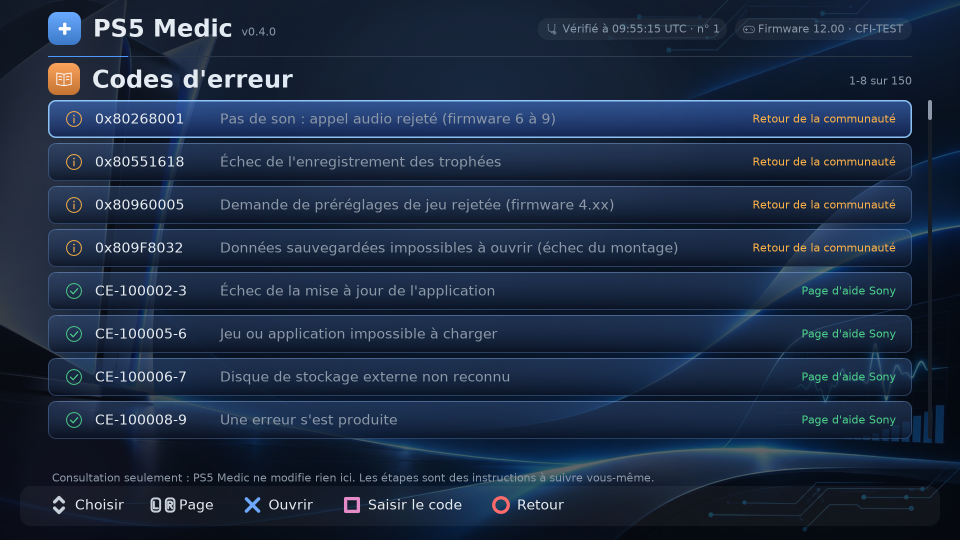 PS5 Medic v0.4.0
Vérifié à 09:55:15 UTC · n° 1
Firmware 12.00 · CFI-TEST
Codes d'erreur
1-8 sur 150
0x80268001 Pas de son : appel audio rejeté (firmware 6 à 9) Retour de la communauté
0x80551618 Échec de l'enregistrement des trophées Retour de la communauté
0x80960005 Demande de préréglages de jeu rejetée (firmware 4.xx) Retour de la communauté
0x809F8032 Données sauvegardées impossibles à ouvrir (échec du montage) Retour de la communauté
CE-100002-3 Échec de la mise à jour de l'application Page d'aide Sony
CE-100005-6 Jeu ou application impossible à charger Page d'aide Sony
CE-100006-7 Disque de stockage externe non reconnu Page d'aide Sony
CE-100008-9 Une erreur s'est produite Page d'aide Sony
Consultation seulement : PS5 Medic ne modifie rien ici. Les étapes sont des instructions à suivre vous-même.
Choisir L R Page Ouvrir Saisir le code Retour